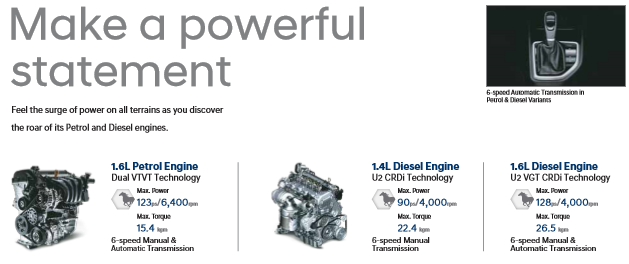 Make a powerful
statement
Feel the surge of power on all terrains as you discover
the roar of its Petrol and Diesel engines.
6-speed Automatic Transmission in
Petrol & Diesel Variants
1.6L Petrol Engine
Dual VTVT Technology
Max. Power
123ps/6,400rpm
Max. Torque
15.4 kgm
6-speed Manual &
Automatic Transmission
1.4L Diesel Engine
U2 CRDi Technology
Max. Power
90ps/4,000rpm
Max. Torque
22.4 kgm
6-speed Manual
Transmission
1.6L Diesel Engine
U2 VGT CRDi Technology
Max. Power
128ps/4,000rpm
Max. Torque
26.5 kgm
6-speed Manual &
Automatic Transmission